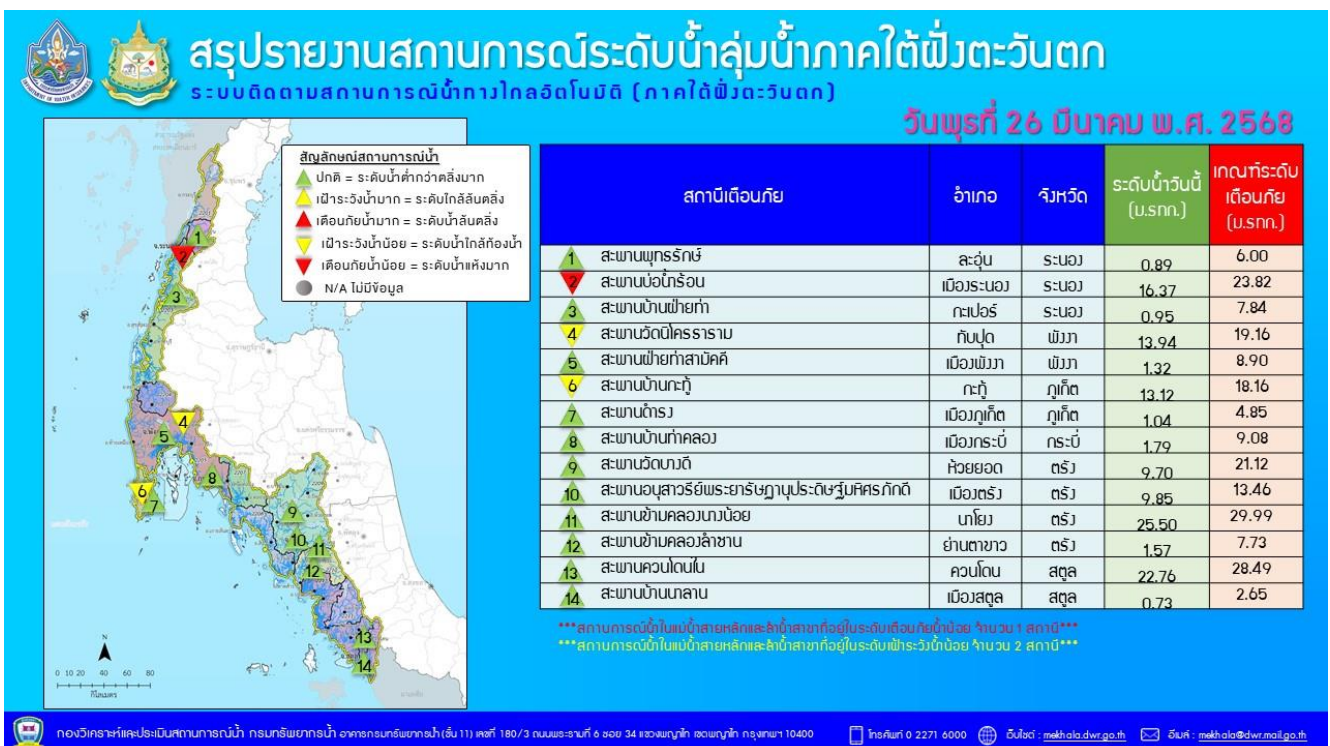 สรุปรายงานสถานการณ์ระดับน้ำลุ่มน้ำภาคใต้ฝั่งตะวันตก
ระบบติดตามสถานการณ์น้ำทางไกลอัตโนมัติ (ภาคใต้ฝั่งตะวันตก)
วันพุธที่ 26 มีนาคม พ.ศ. 2568
สัญลักษณ์สถานการณ์น้ำ
ปกติ = ระดับน้ำต่ำกว่าตลิ่งมาก
เฝ้าระวังน้ำมาก = ระดับใกล้ล้นตลิ่ง
เตือนภัยน้ำมาก = ระดับน้ำล้นตลิ่ง
เฝ้าระวังน้ำน้อย = ระดับน้ำใกล้ท้องน้ำ
เตือนภัยน้ำน้อย = ระดับน้ำแห้งมาก
N/A ไม่มีข้อมูล
1
2
3
4
5
6
7
8
9
10
11
12
13
14
N
0 10 20 40 60 80
กิโลเมตร
สถานีเตือนภัย อำเภอ จังหวัด ระดับน้ำวันนี้ (ม.รทก.) เกณฑ์ระดับเตือนภัย (ม.รทก.)
1 สะพานพุทธรักษ์ ละอุ่น ระนอง 0.89 6.00
2 สะพานบ่อน้ำร้อน เมืองระนอง ระนอง 16.37 23.82
3 สะพานบ้านฝ่ายท่า กะเปอร์ ระนอง 0.95 7.84
4 สะพานวัดนิโครธาราม ทับปุด พังงา 13.94 19.16
5 สะพานฝ่ายท่าสามัคคี เมืองพังงา พังงา 1.32 8.90
6 สะพานบ้านกะทู้ กะทู้ ภูเก็ต 13.12 18.16
7 สะพานดำรง เมืองภูเก็ต ภูเก็ต 1.04 4.85
8 สะพานบ้านท่าคลอง เมืองกระบี่ กระบี่ 1.79 9.08
9 สะพานวัดบางดี ห้วยยอด ตรัง 9.70 21.12
10 สะพานอนุสาวรีย์พระยารัษฎานุประดิษฐ์มหิศรภักดี เมืองตรัง ตรัง 9.85 13.46
11 สะพานข้ามคลองนางน้อย นาโยง ตรัง 25.50 29.99
12 สะพานข้ามคลองลำชาน ย่านตาขาว ตรัง 1.57 7.73
13 สะพานควนโดนใน ควนโดน สตูล 22.76 28.49
14 สะพานบ้านนาลาน เมืองสตูล สตูล 0.73 2.65
***สถานการณ์น้ำในแม่น้ำสายหลักและลำน้ำสาขาที่อยู่ในระดับเตือนภัยน้ำน้อย จำนวน 1 สถานี***
***สถานการณ์น้ำในแม่น้ำสายหลักและลำน้ำสาขาที่อยู่ในระดับเฝ้าระวังน้ำน้อย จำนวน 2 สถานี***
กองวิเคราะห์และประเมินสถานการณ์น้ำ กรมทรัพยากรน้ำ อาคารกรมทรัพยากรน้ำ (ชั้น 11) เลขที่ 180/3 ถนนพระรามที่ 6 ซอย 34 แขวงพญาไท เขตพญาไท กรุงเทพฯ 10400 โทรศัพท์ 0 2271 6000 เว็บไซต์ : mekhala.dwr.go.th อีเมล์ : mekhala@dwr.mail.go.th